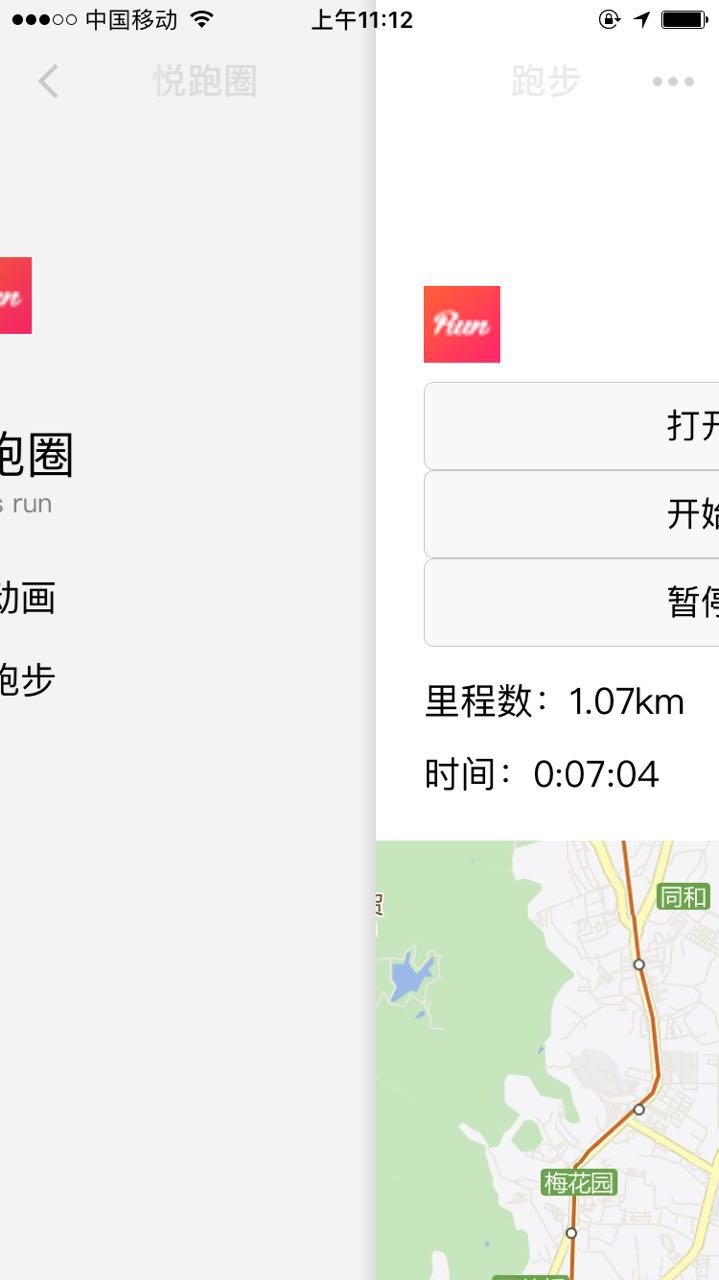 中国移动
上午11:12
悦跑圈
跑步
Run
跑圈
s run
动画
跑步
打开
开始
暂停
里程数：1.07km
时间：0:07:04
同和
梅花园